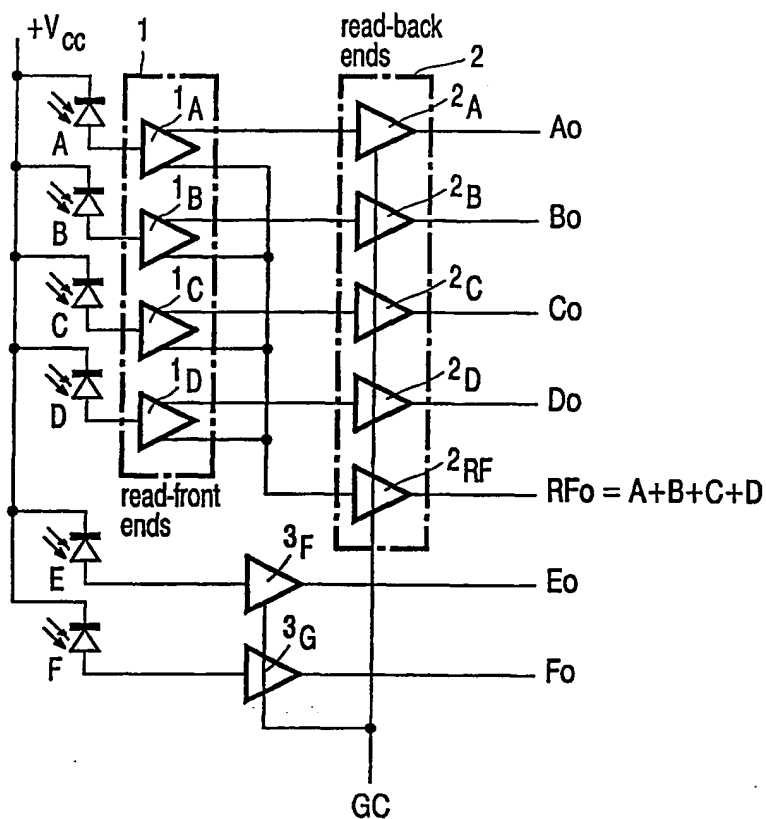 +Vcc
1
read-back
ends
2
A
1A
2A
Ao
B
1B
2B
Bo
C
1C
2C
Co
D
1D
2D
Do
read-front
ends
2RF
RFo = A+B+C+D
E
3F
Eo
F
3G
Fo
GC